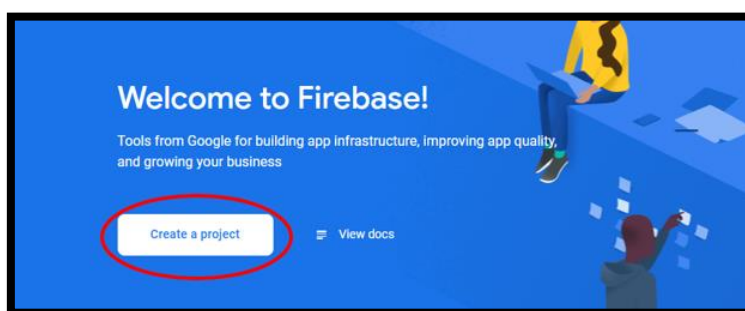 Welcome to Firebase!
Tools from Google for building app infrastructure, improving app quality,
and growing your business
Create a project
View docs